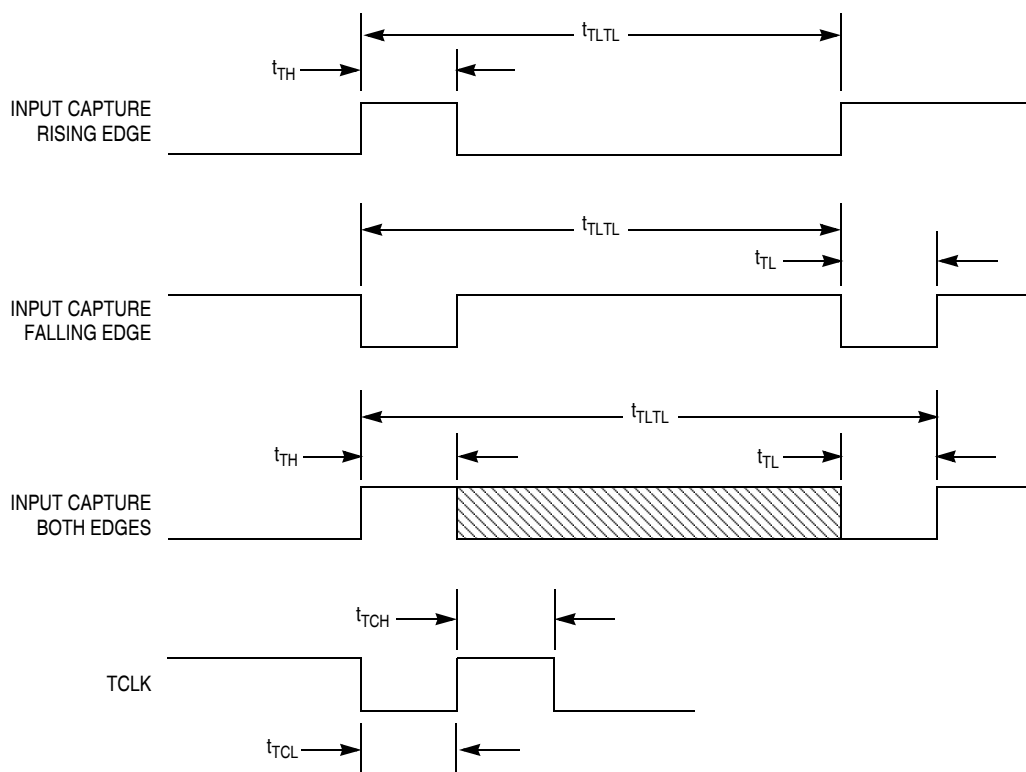 tTLTL
tTH
INPUT CAPTURE
RISING EDGE
tTLTL
tTL
INPUT CAPTURE
FALLING EDGE
tTLTL
tTH
tTL
INPUT CAPTURE
BOTH EDGES
tTCH
TCLK
tTCL